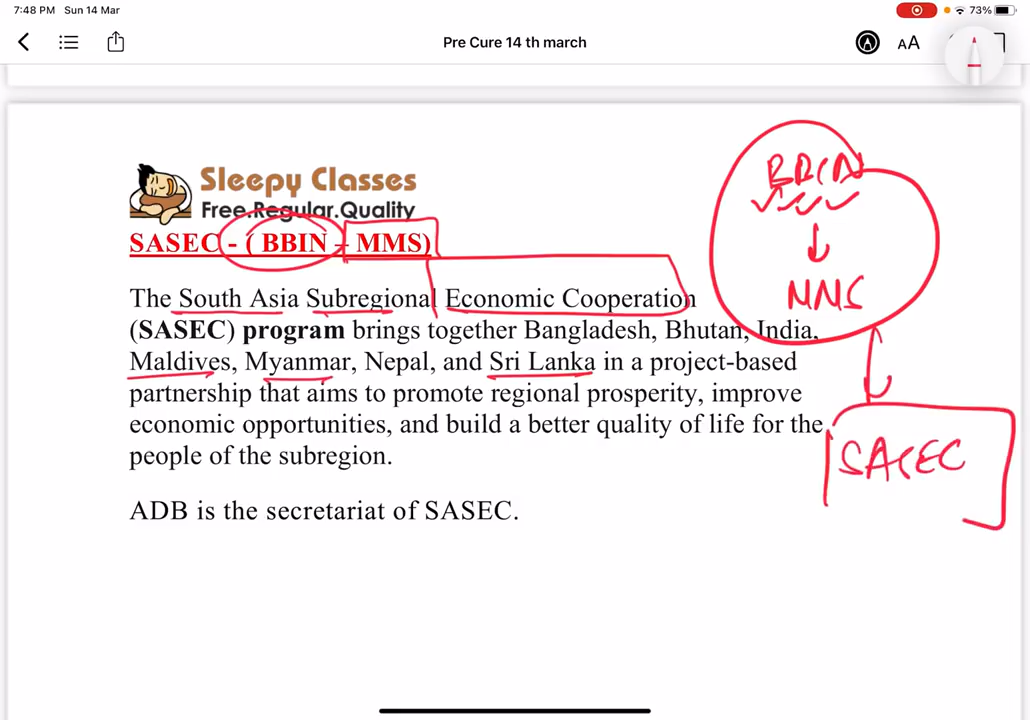 7:48 PM Sun 14 Mar
73%
Pre Cure 14 th march
AA
Sleepy Classes
Free.Regular.Quality
SASEC - ( BBIN - MMS)
BBIN
MMS
The South Asia Subregional Economic Cooperation
(SASEC) program brings together Bangladesh, Bhutan, India,
Maldives, Myanmar, Nepal, and Sri Lanka in a project-based
partnership that aims to promote regional prosperity, improve
economic opportunities, and build a better quality of life for the
people of the subregion.
SASEC
ADB is the secretariat of SASEC.